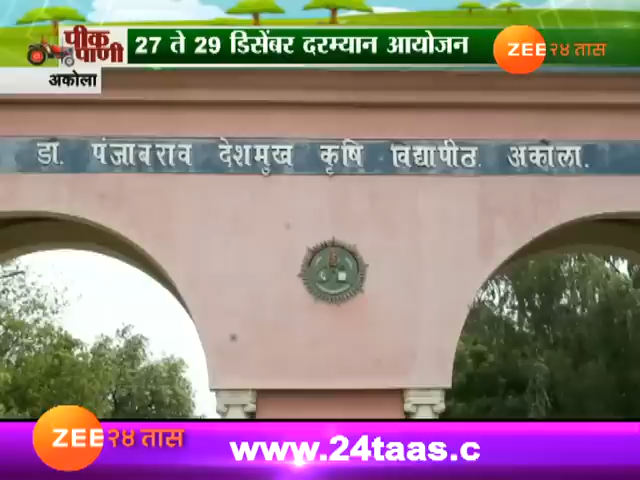 पीक पाणी
27 ते 29 डिसेंबर दरम्यान आयोजन
ZEE २४ तास
अकोला
डा. पंजाबराव देशमुख कृषि विद्यापीठ. अकोला.
ZEE २४ तास
www.24taas.c